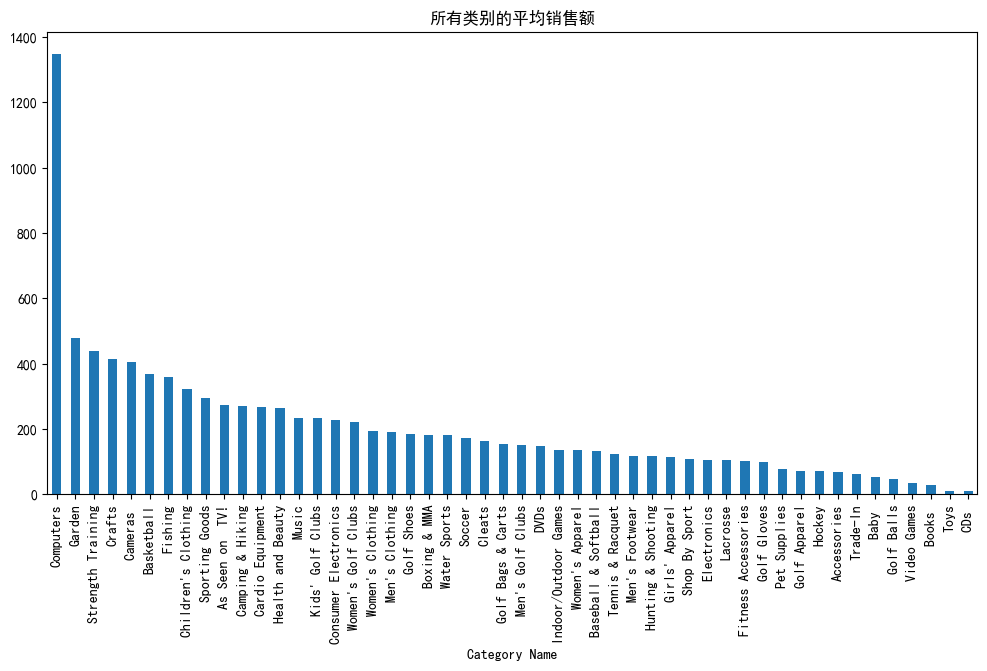 所有类别的平均销售额
1400
1200
1000
800
600
400
200
0
Computers
Garden
Strength Training
Crafts
Cameras
Basketball
Fishing
Children's Clothing
Sporting Goods
As Seen on  TV!
Camping & Hiking
Cardio Equipment
Health and Beauty
Music
Kids' Golf Clubs
Consumer Electronics
Women's Golf Clubs
Women's Clothing
Men's Clothing
Golf Shoes
Boxing & MMA
Water Sports
Soccer
Cleats
Golf Bags & Carts
Men's Golf Clubs
DVDs
Indoor/Outdoor Games
Women's Apparel
Baseball & Softball
Tennis & Racquet
Men's Footwear
Hunting & Shooting
Girls' Apparel
Shop By Sport
Electronics
Lacrosse
Fitness Accessories
Golf Gloves
Pet Supplies
Golf Apparel
Hockey
Accessories
Trade-In
Baby
Golf Balls
Video Games
Books
Toys
CDs
Category Name